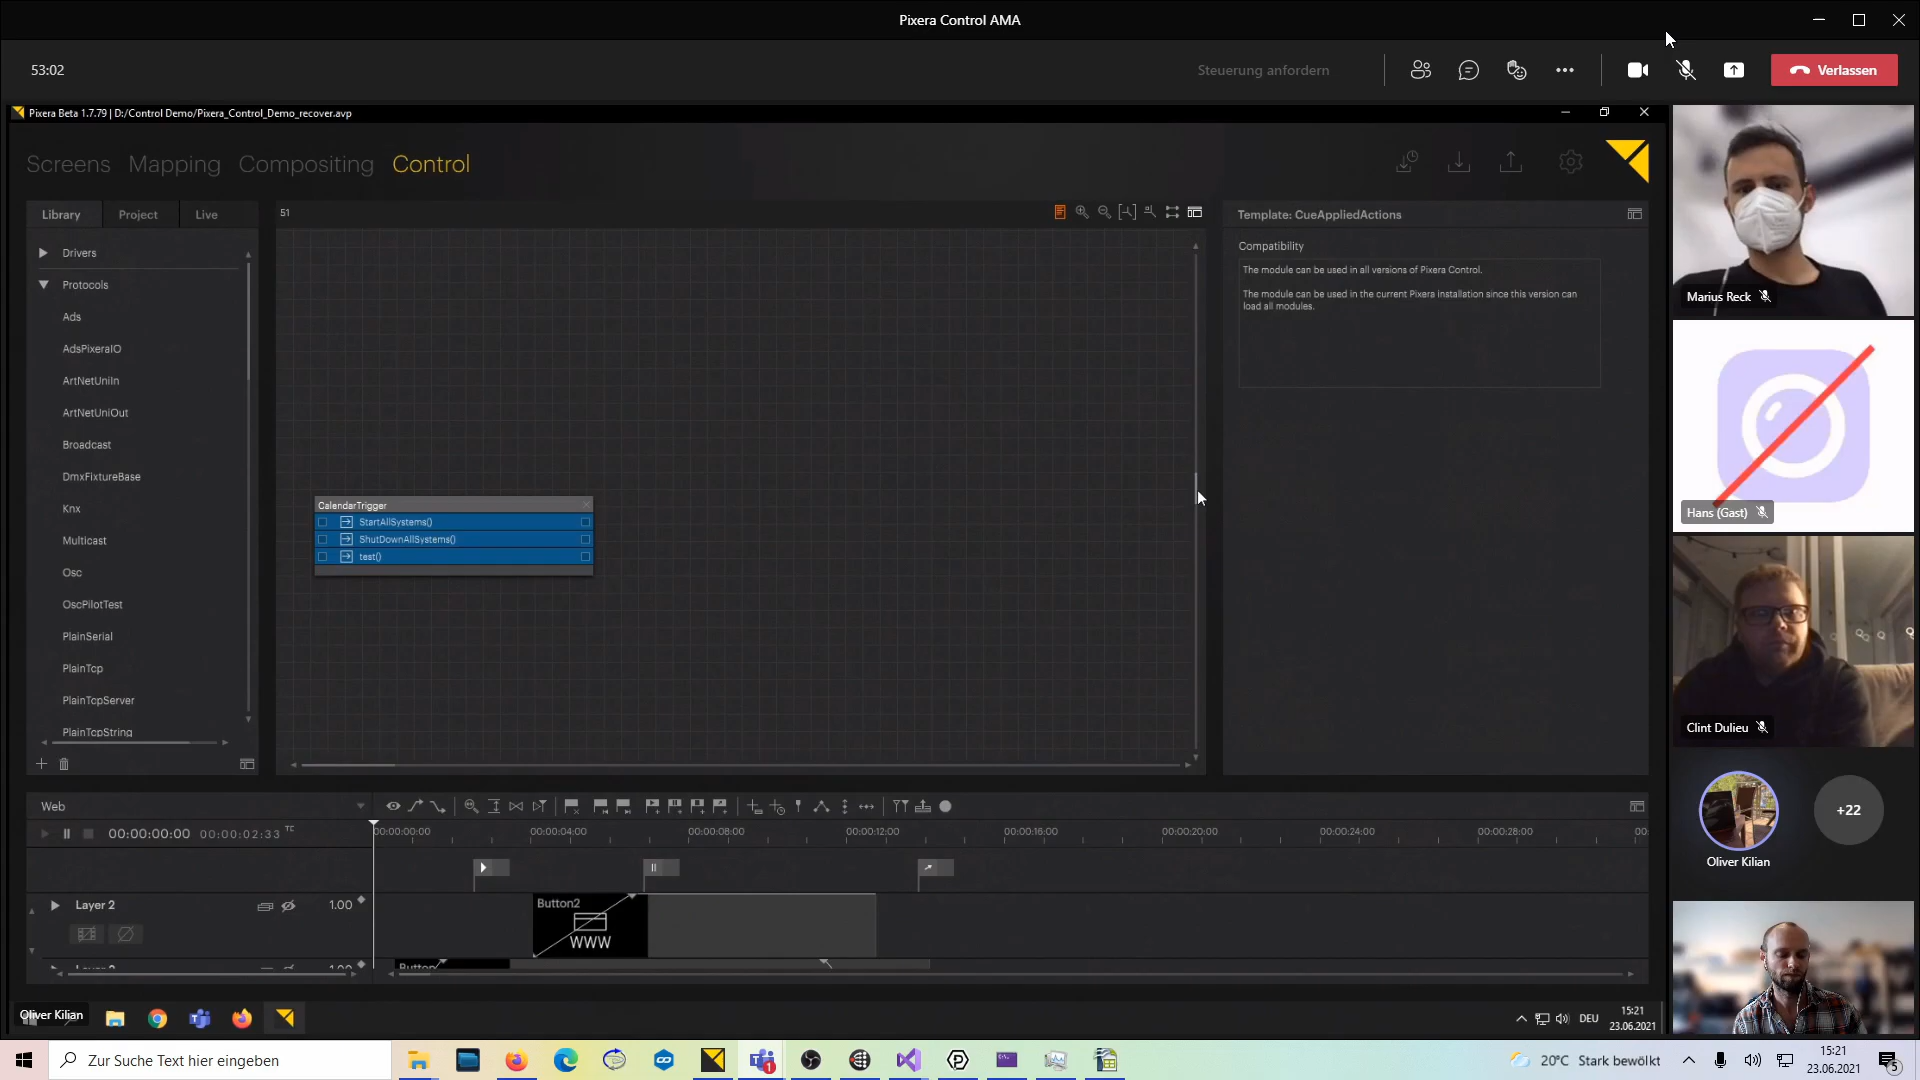 Pixera Control AMA
53:02
Steuerung anfordern
Verlassen
Pixera Beta 1.7.79 | D:/Control Demo/Pixera_Control_Demo_recover.avp
Screens Mapping Compositing Control
Library Project Live
51
Template: CueAppliedActions
Compatibility
The module can be used in all versions of Pixera Control.
The module can be used in the current Pixera installation since this version can
load all modules.
Drivers
Protocols
Ads
AdsPixeraIO
ArtNetUniIn
ArtNetUniOut
Broadcast
DmxFixtureBase
Knx
Multicast
Osc
OscPilotTest
PlainSerial
PlainTcp
PlainTcpServer
PlainTcpString
CalendarTrigger
StartAllSystems()
ShutDownAllSystems()
test()
Marius Reck
Hans (Gast)
Clint Dulieu
+22
Oliver Kilian
Web
00:00:00:00 00:00:02:33 TC
00:00:00:00 00:00:04:00 00:00:08:00 00:00:12:00 00:00:16:00 00:00:20:00 00:00:24:00 00:00:28:00 00:
Layer 2 1.00
Button2
WWW
Button
Oliver Kilian
DEU
15:21
23.06.2021
Zur Suche Text hier eingeben
1
20°C Stark bewölkt
15:21
23.06.2021
5